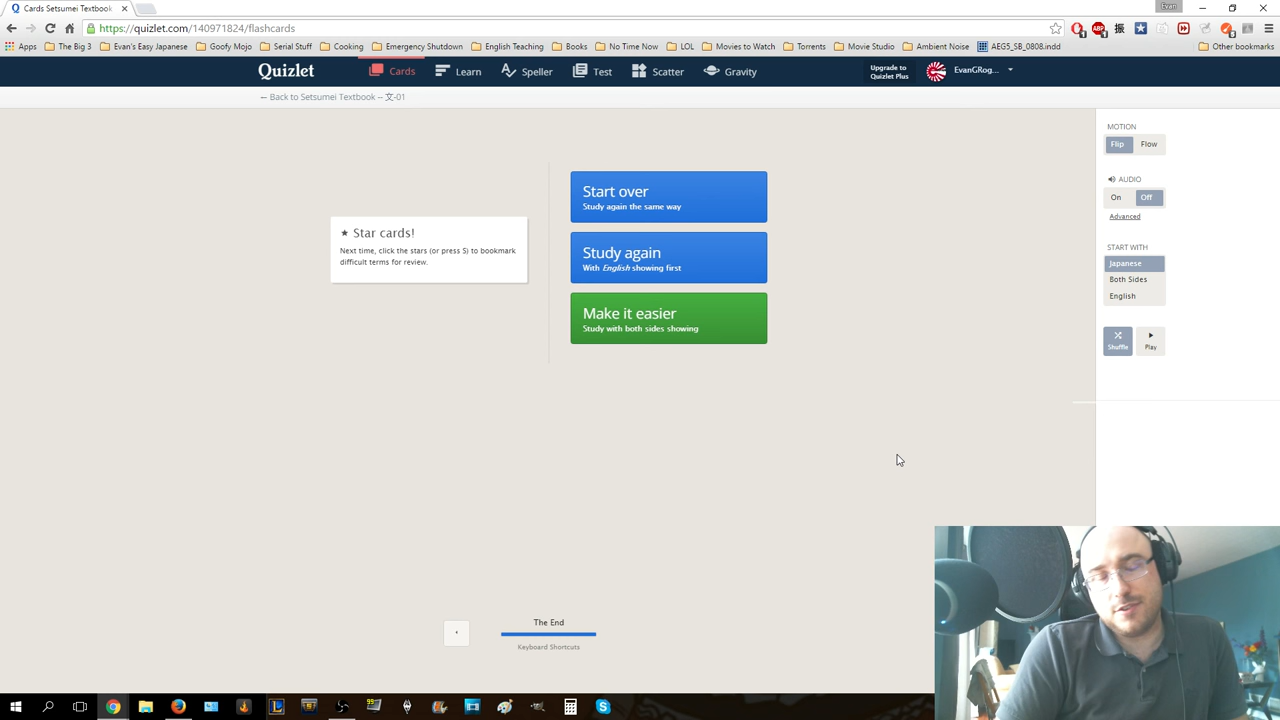 Cards Setsumei Textbook
Evan
https://quizlet.com/140971824/flashcards
Apps
The Big 3
Evan's Easy Japanese
Goofy Mojo
Serial Stuff
Cooking
Emergency Shutdown
English Teaching
Books
No Time Now
LOL
Movies to Watch
Torrents
Movie Studio
Ambient Noise
AEG5_SB_0808.indd
Other bookmarks
Quizlet
Cards
Learn
Speller
Test
Scatter
Gravity
Upgrade to
Quizlet Plus
EvanGRog...
← Back to Setsumei Textbook -- 文-01
★ Star cards!
Next time, click the stars (or press S) to bookmark
difficult terms for review.
Start over
Study again the same way
Study again
With English showing first
Make it easier
Study with both sides showing
MOTION
Flip
Flow
AUDIO
On
Off
Advanced
START WITH
Japanese
Both Sides
English
Shuffle
Play
The End
Keyboard Shortcuts